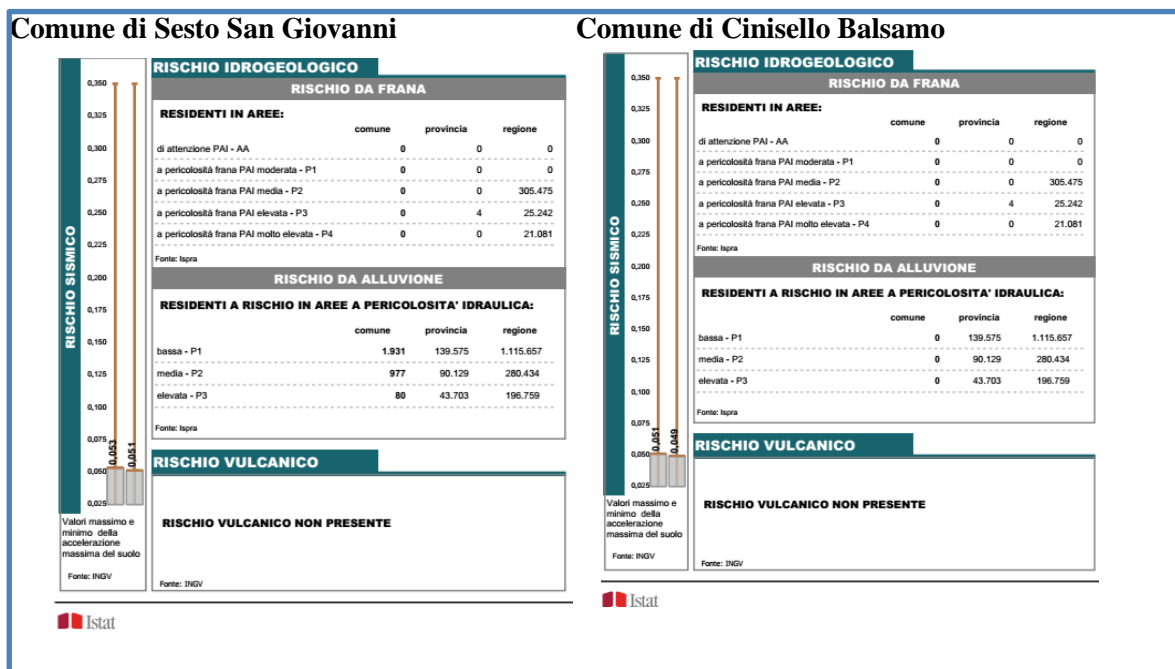 Comune di Sesto San Giovanni
RISCHIO SISMICO
0,350
0,325
0,300
0,275
0,250
0,225
0,200
0,175
0,150
0,125
0,100
0,075
0,050
0,025
0,053
0,051
Valori massimo e
minimo della
accelerazione
massima del suolo
Fonte: INGV
RISCHIO IDROGEOLOGICO
RISCHIO DA FRANA
RESIDENTI IN AREE:
comune provincia regione
di attenzione PAI - AA 0 0 0
a pericolosità frana PAI moderata - P1 0 0 0
a pericolosità frana PAI media - P2 0 0 305.475
a pericolosità frana PAI elevata - P3 0 4 25.242
a pericolosità frana PAI molto elevata - P4 0 0 21.081
Fonte: Ispra
RISCHIO DA ALLUVIONE
RESIDENTI A RISCHIO IN AREE A PERICOLOSITA' IDRAULICA:
comune provincia regione
bassa - P1 1.931 139.575 1.115.657
media - P2 977 90.129 280.434
elevata - P3 80 43.703 196.759
Fonte: Ispra
RISCHIO VULCANICO
RISCHIO VULCANICO NON PRESENTE
Fonte: INGV
Istat
Comune di Cinisello Balsamo
RISCHIO SISMICO
0,350
0,325
0,300
0,275
0,250
0,225
0,200
0,175
0,150
0,125
0,100
0,075
0,050
0,025
0,051
0,049
Valori massimo e
minimo della
accelerazione
massima del suolo
Fonte: INGV
RISCHIO IDROGEOLOGICO
RISCHIO DA FRANA
RESIDENTI IN AREE:
comune provincia regione
di attenzione PAI - AA 0 0 0
a pericolosità frana PAI moderata - P1 0 0 0
a pericolosità frana PAI media - P2 0 0 305.475
a pericolosità frana PAI elevata - P3 0 4 25.242
a pericolosità frana PAI molto elevata - P4 0 0 21.081
Fonte: Ispra
RISCHIO DA ALLUVIONE
RESIDENTI A RISCHIO IN AREE A PERICOLOSITA' IDRAULICA:
comune provincia regione
bassa - P1 0 139.575 1.115.657
media - P2 0 90.129 280.434
elevata - P3 0 43.703 196.759
Fonte: Ispra
RISCHIO VULCANICO
RISCHIO VULCANICO NON PRESENTE
Fonte: INGV
Istat